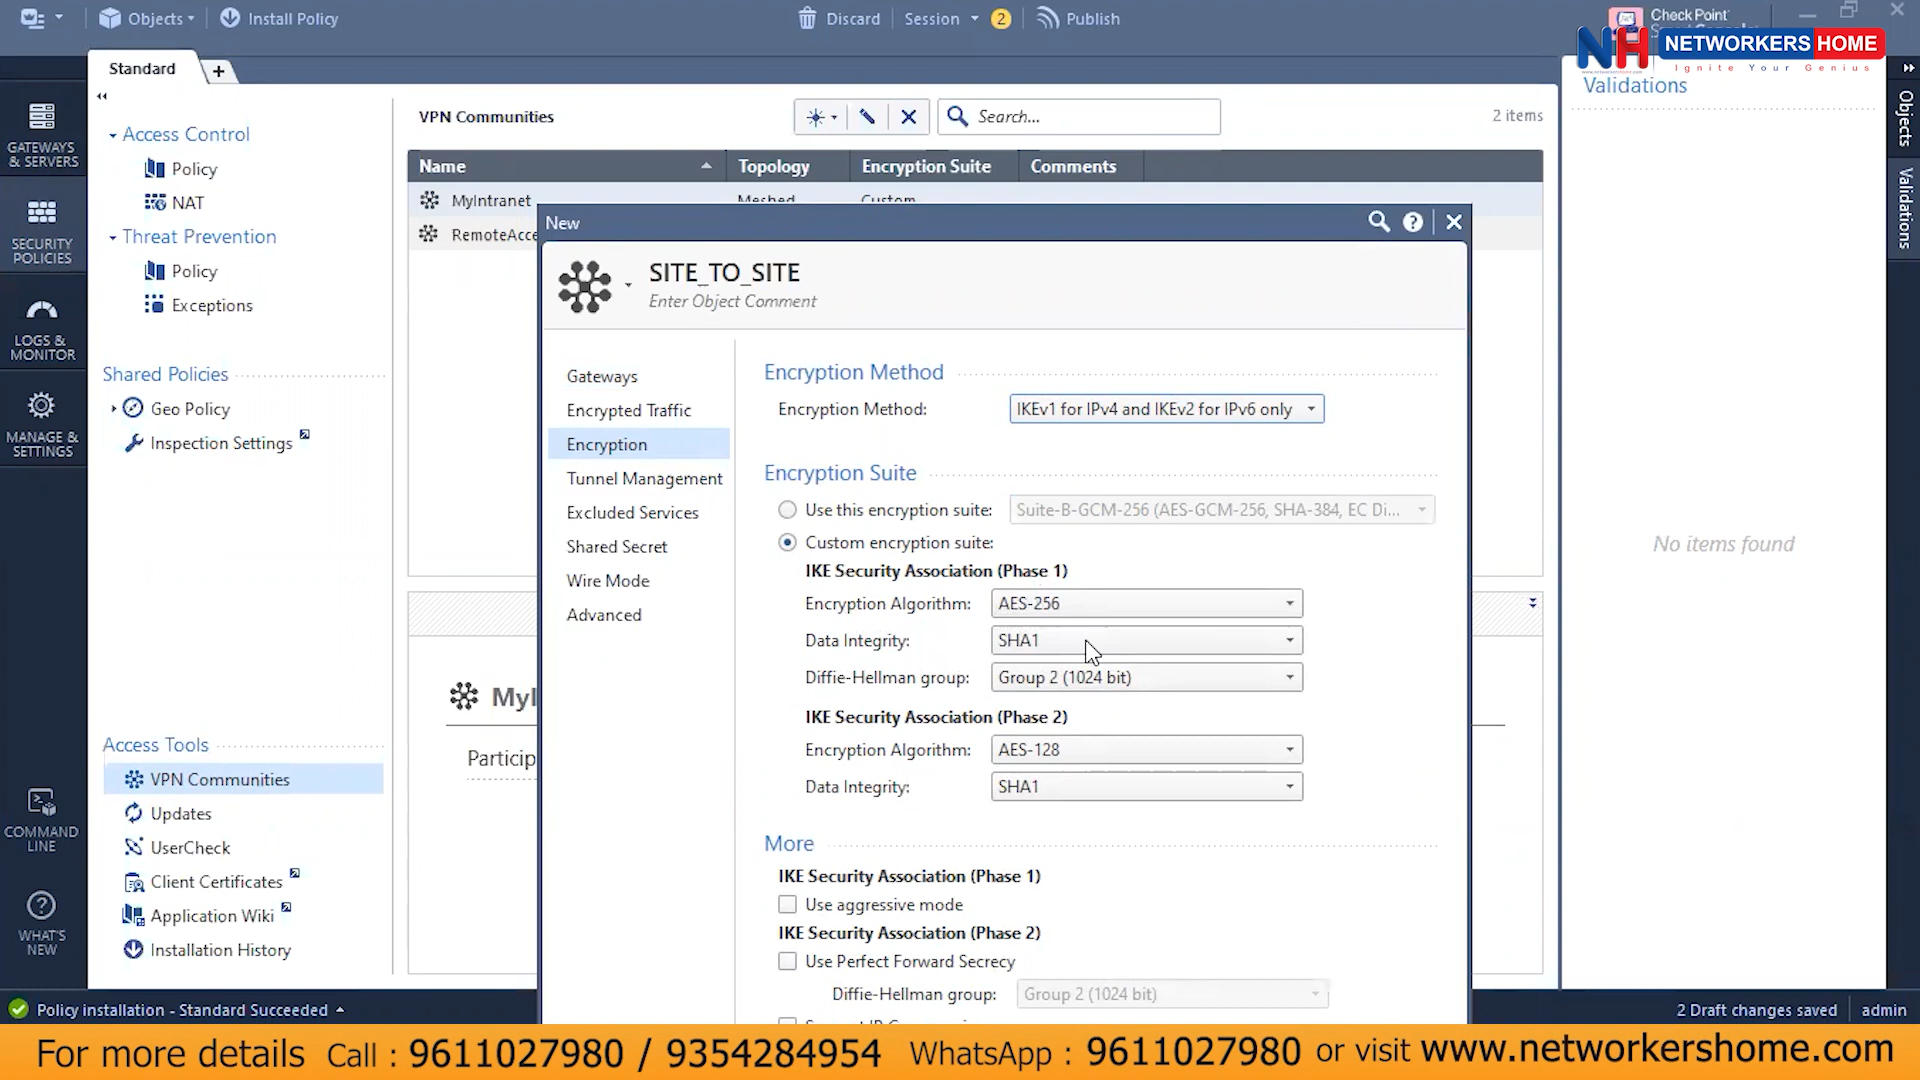 Objects
Install Policy
Discard
Session
2
Publish
Check Point
NH NETWORKERS HOME
Ignite Your Genius
Standard
+
Validations
Objects
Validations
GATEWAYS
& SERVERS
SECURITY
POLICIES
LOGS &
MONITOR
MANAGE &
SETTINGS
COMMAND
LINE
WHAT'S
NEW
Access Control
Policy
NAT
Threat Prevention
Policy
Exceptions
Shared Policies
Geo Policy
Inspection Settings
Access Tools
VPN Communities
Updates
UserCheck
Client Certificates
Application Wiki
Installation History
VPN Communities
Search...
2 items
Name
Topology
Encryption Suite
Comments
MyIntranet
Meshed
Custom
RemoteAcce
MyI
Particip
New
SITE_TO_SITE
Enter Object Comment
Gateways
Encrypted Traffic
Encryption
Tunnel Management
Excluded Services
Shared Secret
Wire Mode
Advanced
Encryption Method
Encryption Method: IKEv1 for IPv4 and IKEv2 for IPv6 only
Encryption Suite
Use this encryption suite: Suite-B-GCM-256 (AES-GCM-256, SHA-384, EC Di...
Custom encryption suite:
IKE Security Association (Phase 1)
Encryption Algorithm: AES-256
Data Integrity: SHA1
Diffie-Hellman group: Group 2 (1024 bit)
IKE Security Association (Phase 2)
Encryption Algorithm: AES-128
Data Integrity: SHA1
More
IKE Security Association (Phase 1)
Use aggressive mode
IKE Security Association (Phase 2)
Use Perfect Forward Secrecy
Diffie-Hellman group: Group 2 (1024 bit)
No items found
Policy installation - Standard Succeeded
2 Draft changes saved
admin
For more details Call : 9611027980 / 9354284954 WhatsApp : 9611027980 or visit www.networkershome.com